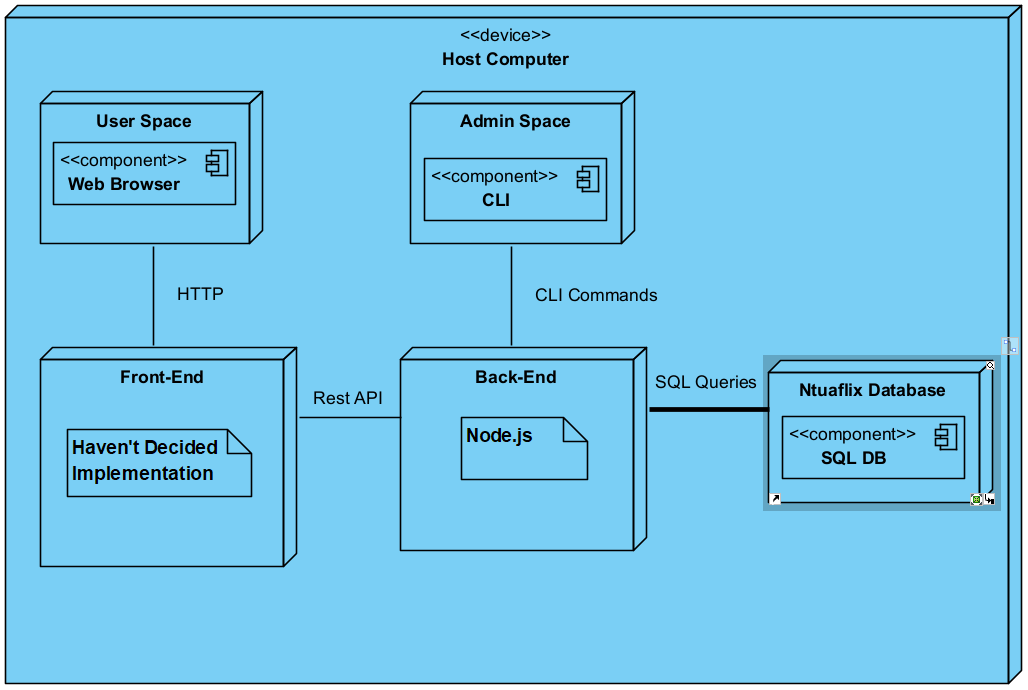 <<device>>
Host Computer
User Space
<<component>>
Web Browser
Admin Space
<<component>>
CLI
HTTP
CLI Commands
Front-End
Haven't Decided
Implementation
Rest API
Back-End
Node.js
SQL Queries
Ntuaflix Database
<<component>>
SQL DB